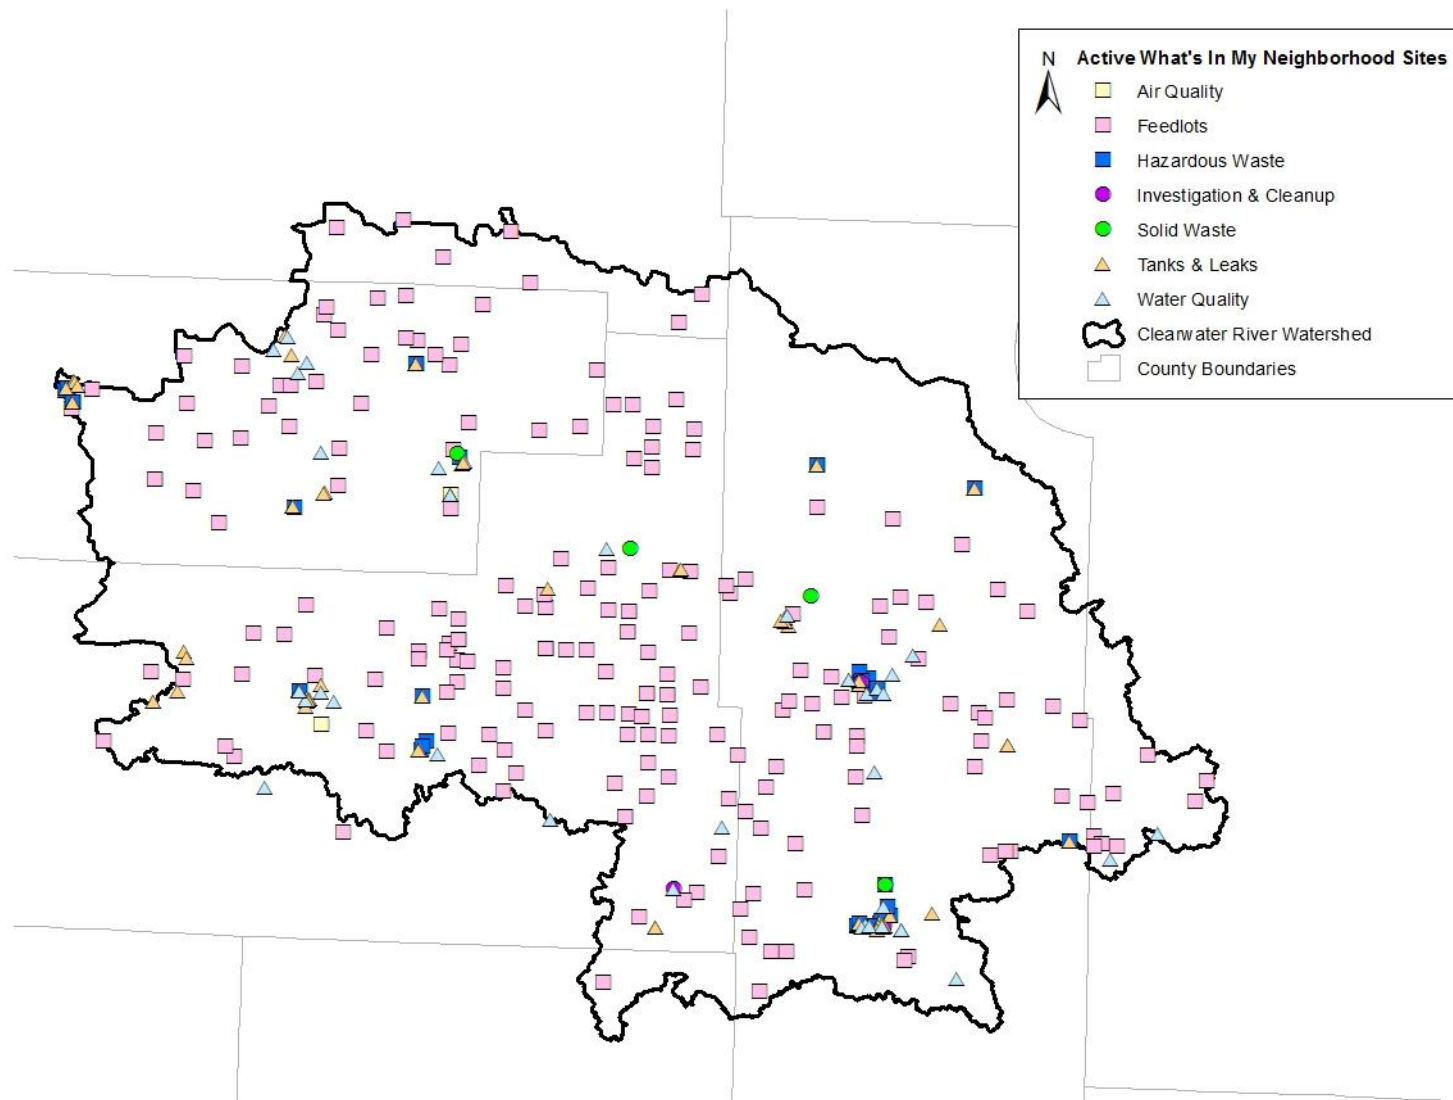 N
Active What's In My Neighborhood Sites
Air Quality
Feedlots
Hazardous Waste
Investigation & Cleanup
Solid Waste
Tanks & Leaks
Water Quality
Clearwater River Watershed
County Boundaries